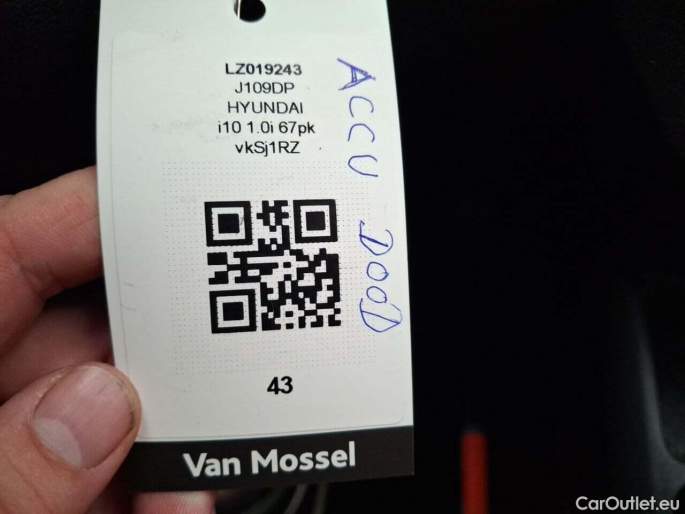 LZ019243
J109DP
HYUNDAI
i10 1.0i 67pk
vkSj1RZ
ACCU DOOD
43
Van Mossel
CarOutlet.eu